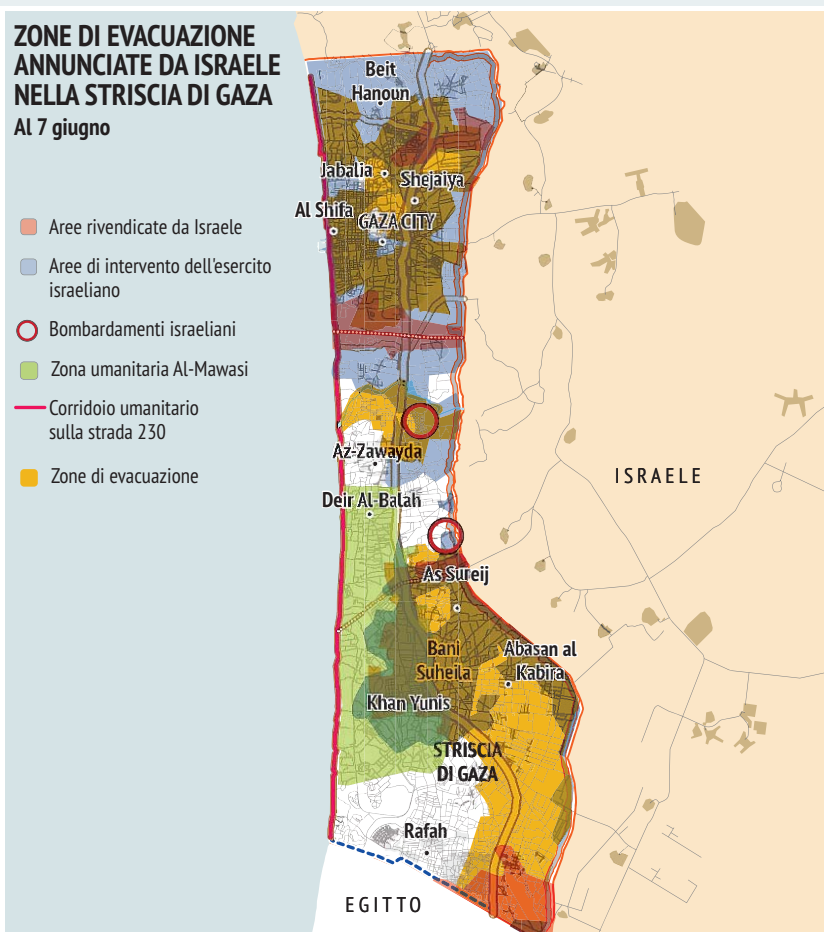 ZONE DI EVACUAZIONE
ANNUNCIATE DA ISRAELE
NELLA STRISCIA DI GAZA
Al 7 giugno
Aree rivendicate da Israele
Aree di intervento dell'esercito
israeliano
Bombardamenti israeliani
Zona umanitaria Al-Mawasi
Corridoio umanitario
sulla strada 230
Zone di evacuazione
Beit
Hanoun
Jabalia
Shejaiya
Al Shifa
GAZA CITY
Az-Zawayda
Deir Al-Balah
ISRAELE
As Sureij
Bani
Suheila
Abasan al
Kabira
Khan Yunis
STRISCIA
DI GAZA
Rafah
EGITTO